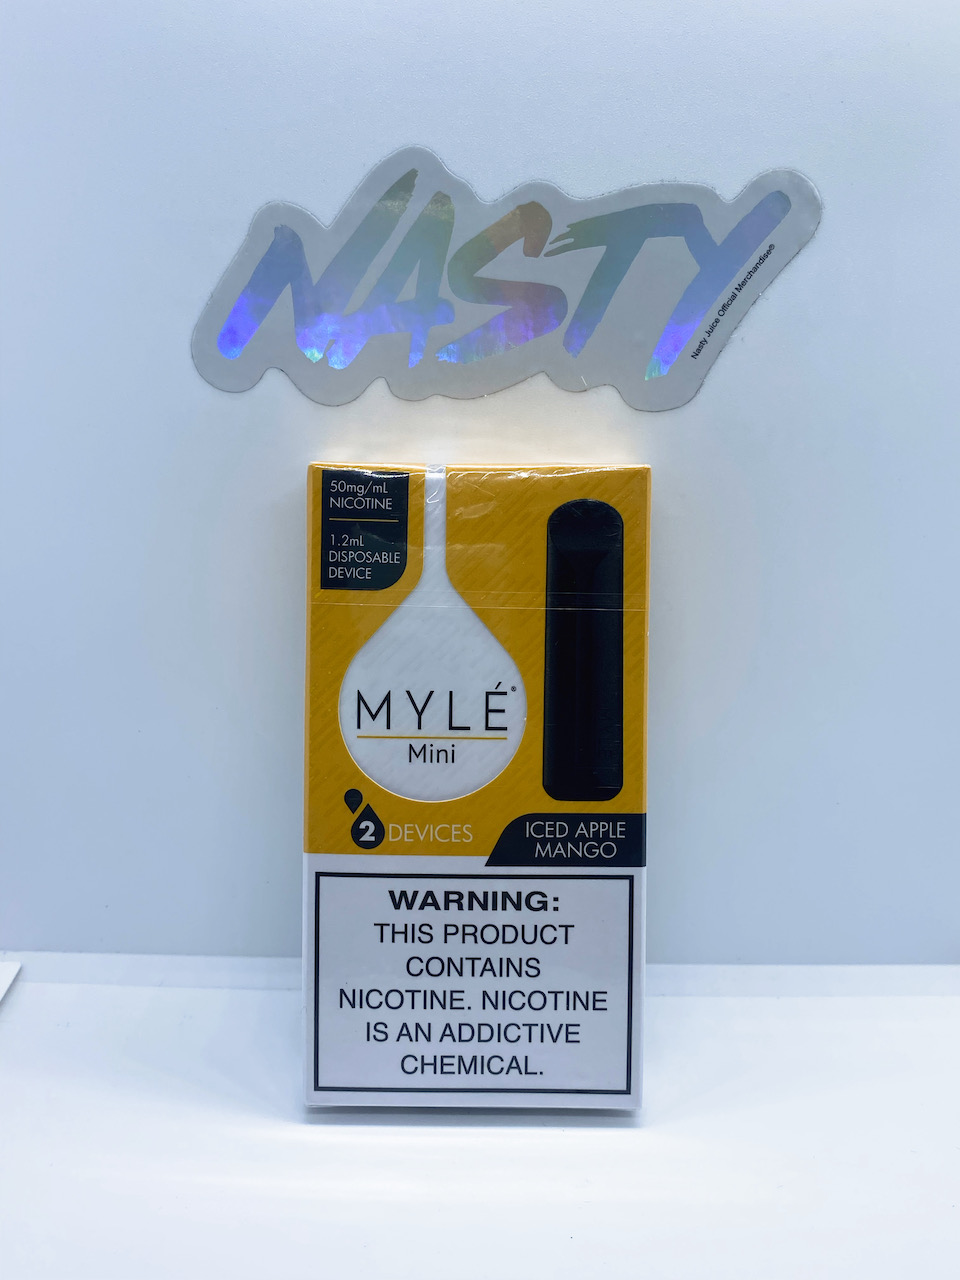 NASTY
Nasty Juice Official Merchandise®
50mg/mL
NICOTINE
1.2mL
DISPOSABLE
DEVICE
MYLÉ®
Mini
2 DEVICES
ICED APPLE
MANGO
WARNING:
THIS PRODUCT
CONTAINS
NICOTINE. NICOTINE
IS AN ADDICTIVE
CHEMICAL.